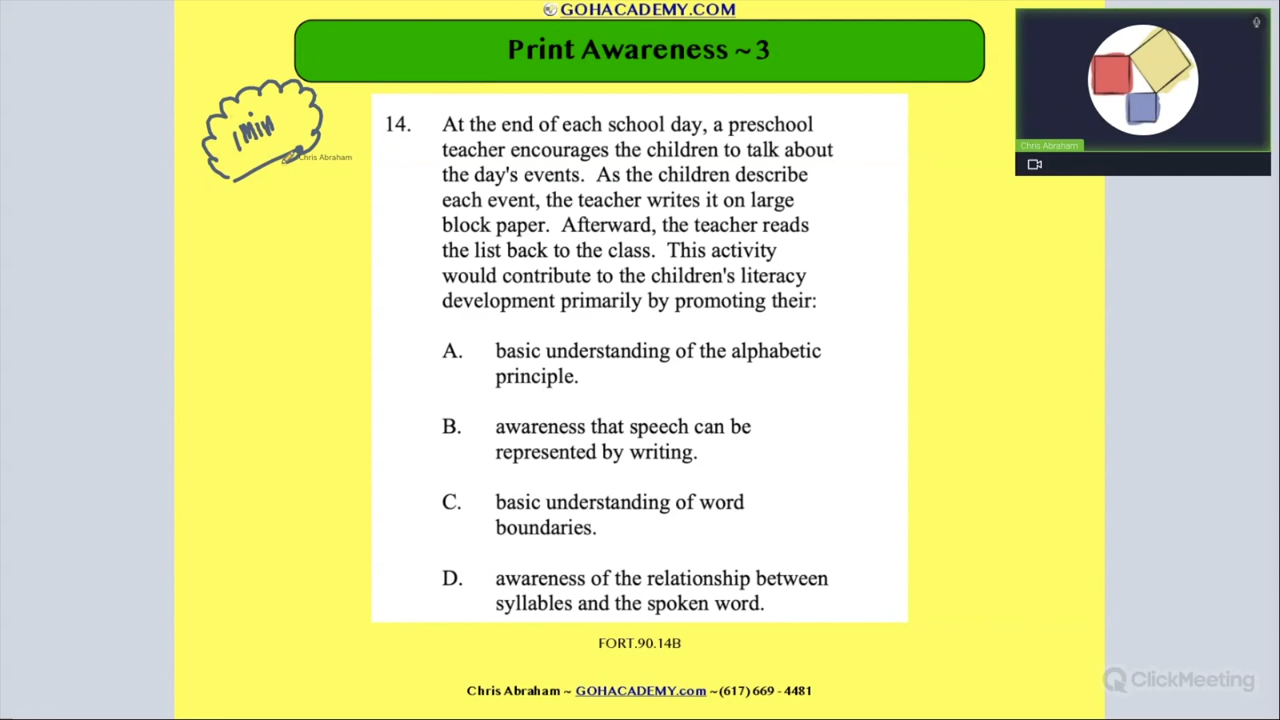 GOHACADEMY.COM
Print Awareness ~ 3
1 min
Chris Abraham
Chris Abraham
14. At the end of each school day, a preschool
teacher encourages the children to talk about
the day's events. As the children describe
each event, the teacher writes it on large
block paper. Afterward, the teacher reads
the list back to the class. This activity
would contribute to the children's literacy
development primarily by promoting their:
A. basic understanding of the alphabetic
principle.
B. awareness that speech can be
represented by writing.
C. basic understanding of word
boundaries.
D. awareness of the relationship between
syllables and the spoken word.
FORT.90.14B
Chris Abraham ~ GOHACADEMY.com ~(617) 669 - 4481
ClickMeeting